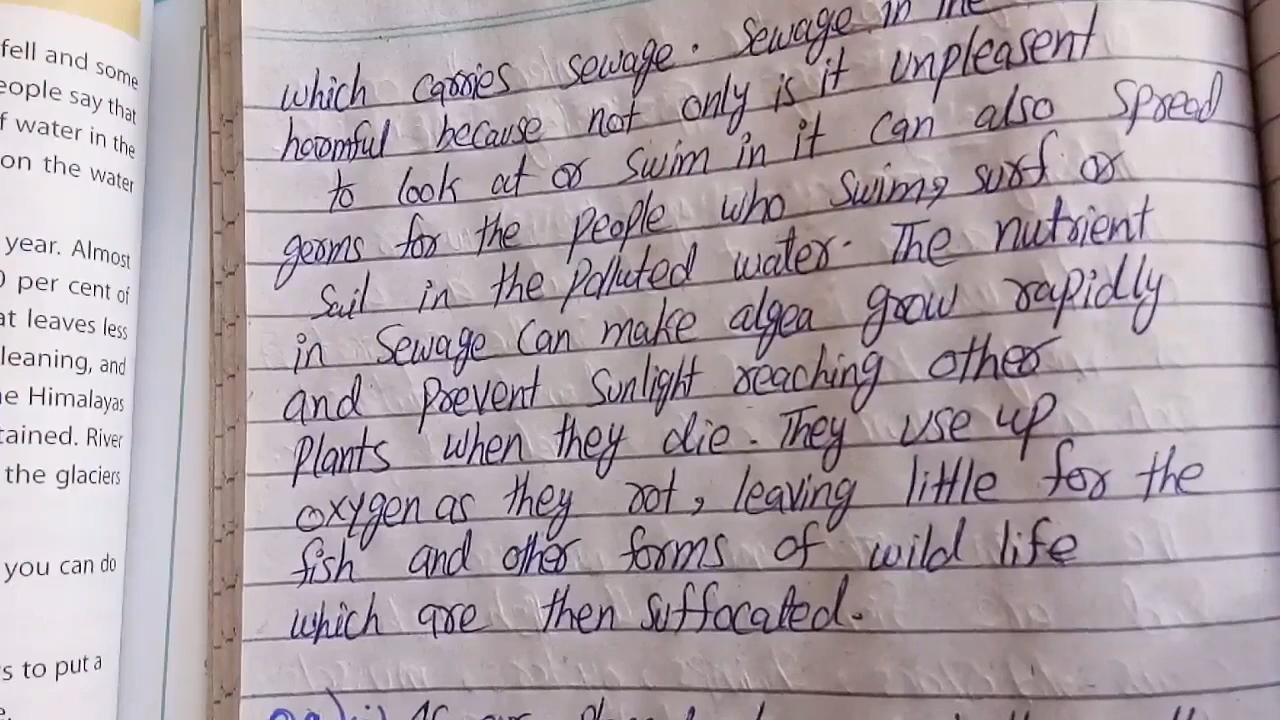 fell and some
eople say that
f water in the
on the water
year. Almost
0 per cent of
at leaves less
leaning, and
e Himalayas
tained. River
the glaciers
you can do
s to put a
which carries sewage. Sewage in the
harmful because not only is it unpleasent
to look at or swim in it can also spread
germs for the people who swim, surf or
sail in the polluted water. The nutrient
in sewage can make algea grow rapidly
and prevent sunlight reaching other
plants when they die. They use up
oxygen as they rot, leaving little for the
fish and other forms of wild life
which are then suffocated.